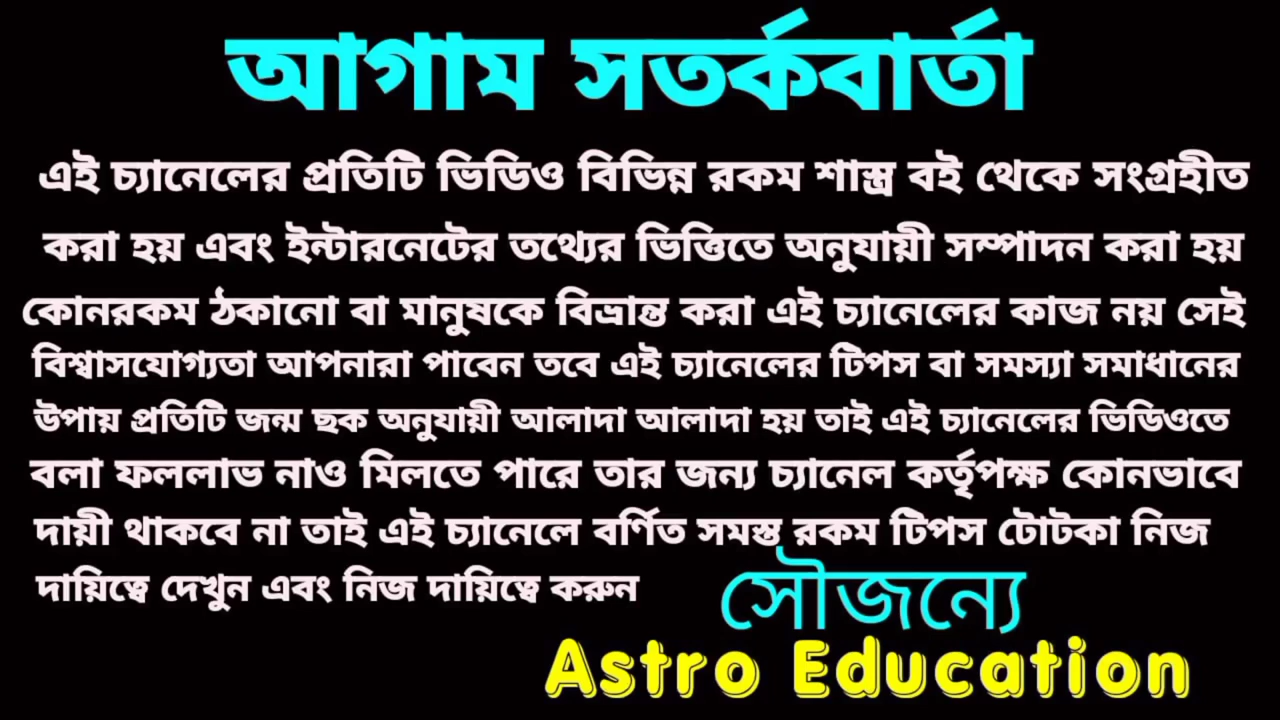 আগাম সতর্কবার্তা
এই চ্যানেলের প্রতিটি ভিডিও বিভিন্ন রকম শাস্ত্র বই থেকে সংগ্রহীত
করা হয় এবং ইন্টারনেটের তথ্যের ভিত্তিতে অনুযায়ী সম্পাদন করা হয়
কোনরকম ঠকানো বা মানুষকে বিভ্রান্ত করা এই চ্যানেলের কাজ নয় সেই
বিশ্বাসযোগ্যতা আপনারা পাবেন তবে এই চ্যানেলের টিপস বা সমস্যা সমাধানের
উপায় প্রতিটি জন্ম ছক অনুযায়ী আলাদা আলাদা হয় তাই এই চ্যানেলের ভিডিওতে
বলা ফললাভ নাও মিলতে পারে তার জন্য চ্যানেল কর্তৃপক্ষ কোনভাবে
দায়ী থাকবে না তাই এই চ্যানেলে বর্ণিত সমস্ত রকম টিপস টোটকা নিজ
দায়িত্বে দেখুন এবং নিজ দায়িত্বে করুন
সৌজন্যে
Astro Education